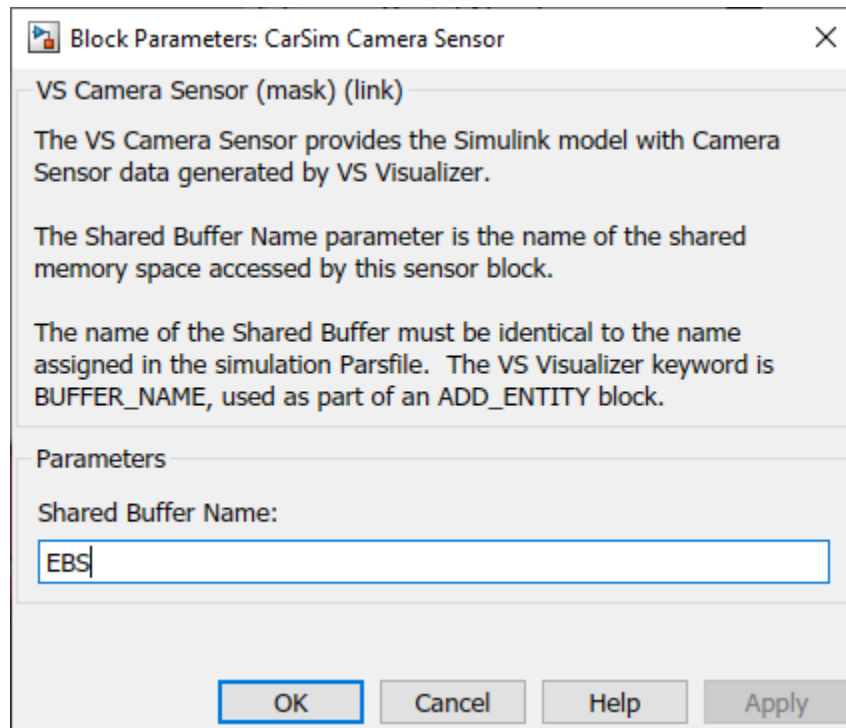 Block Parameters: CarSim Camera Sensor
VS Camera Sensor (mask) (link)
The VS Camera Sensor provides the Simulink model with Camera
Sensor data generated by VS Visualizer.
The Shared Buffer Name parameter is the name of the shared
memory space accessed by this sensor block.
The name of the Shared Buffer must be identical to the name
assigned in the simulation Parsfile.  The VS Visualizer keyword is
BUFFER_NAME, used as part of an ADD_ENTITY block.
Parameters
Shared Buffer Name:
EBS
OK Cancel Help Apply